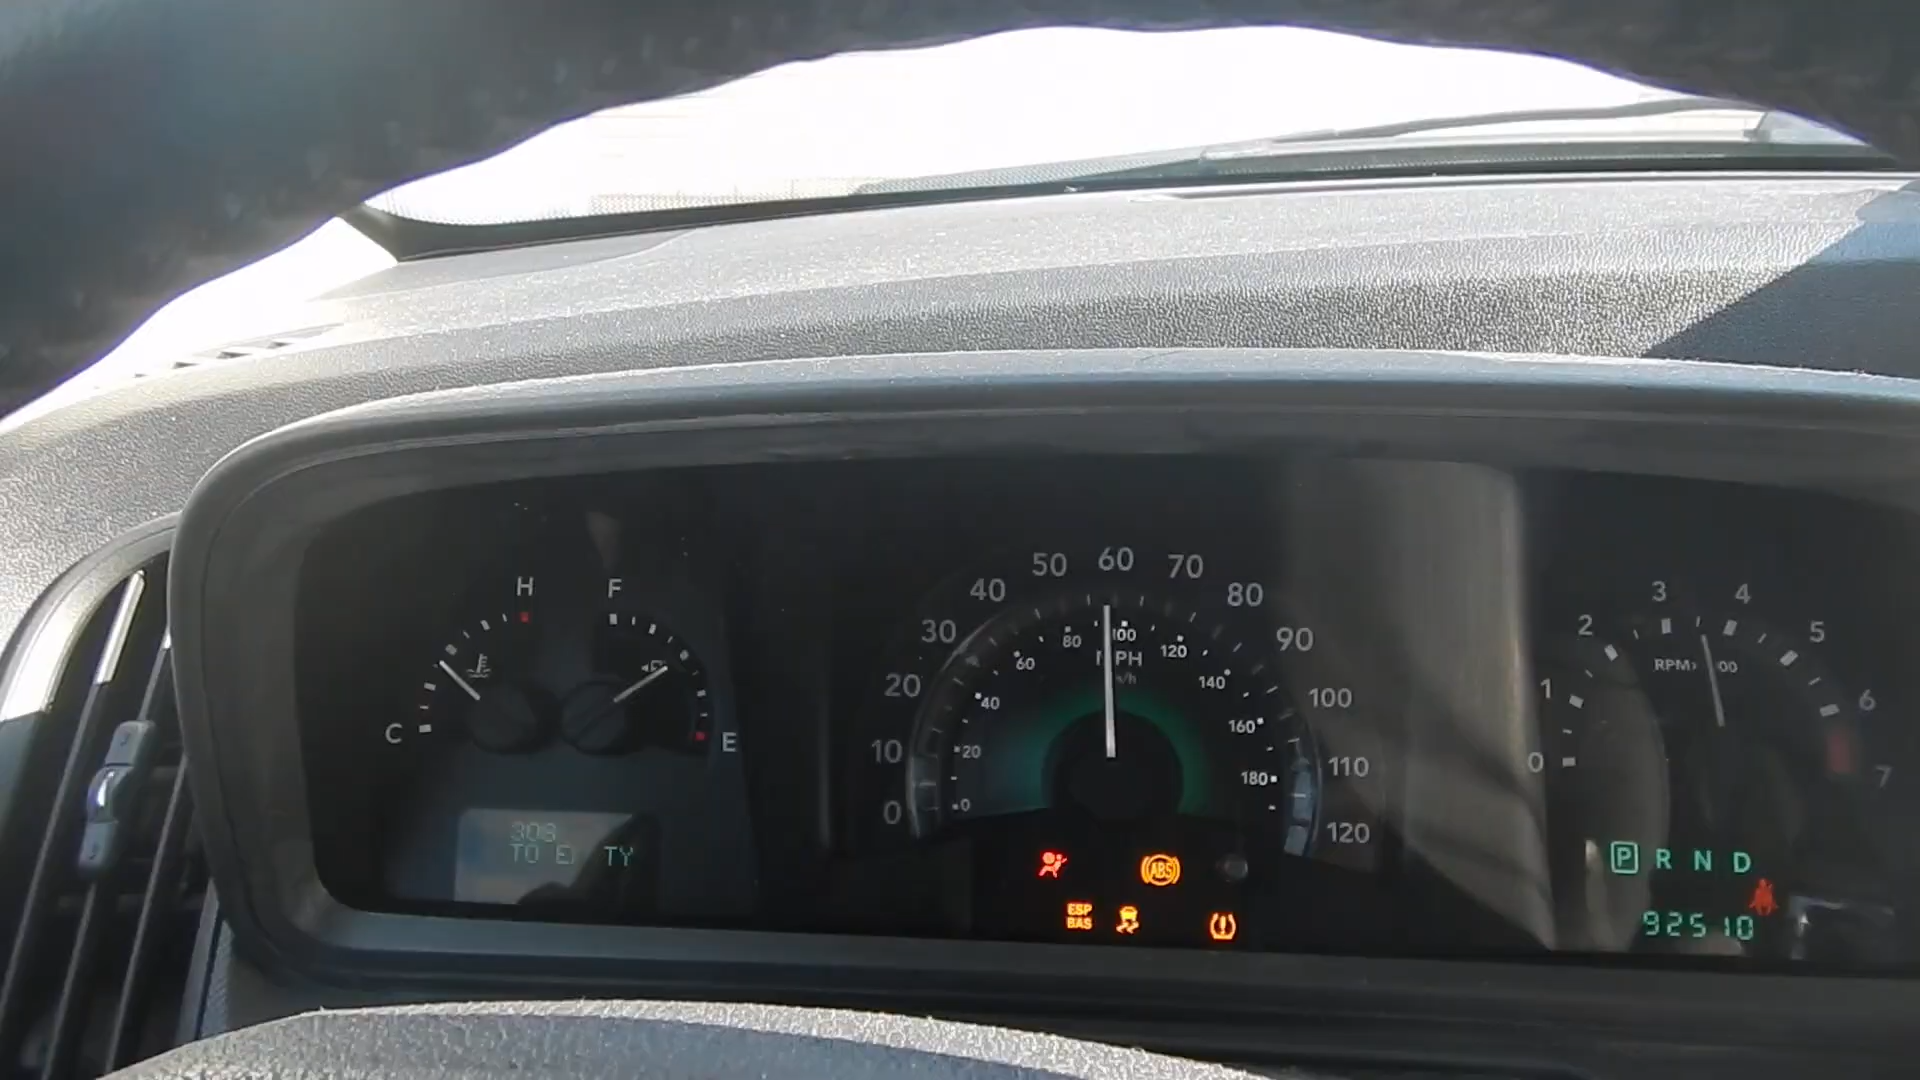 H F
C E
303
TO E TY
0 10 20 30 40 50 60 70 80 90 100 110 120
0 20 40 60 80 100 120 140 160 180
MPH
ABS
ESP
BAS
0 1 2 3 4 5 6 7
RPM
P R N D
92510